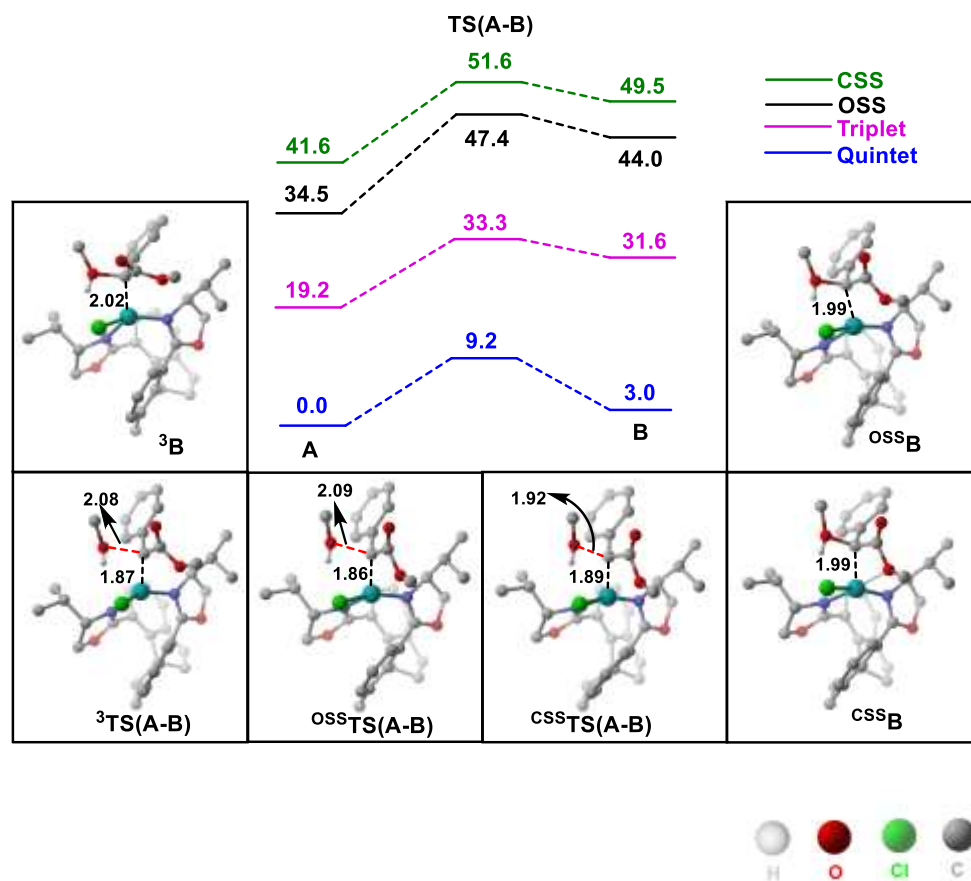 TS(A-B)
51.6
49.5
41.6
47.4
44.0
34.5
33.3
31.6
19.2
9.2
3.0
0.0
A
B
CSS
OSS
Triplet
Quintet
2.02
³B
1.99
ᴼˢˢB
2.08
1.87
³TS(A-B)
2.09
1.86
ᴼˢˢTS(A-B)
1.92
1.89
ᶜˢˢTS(A-B)
1.99
ᶜˢˢB
H O Cl C